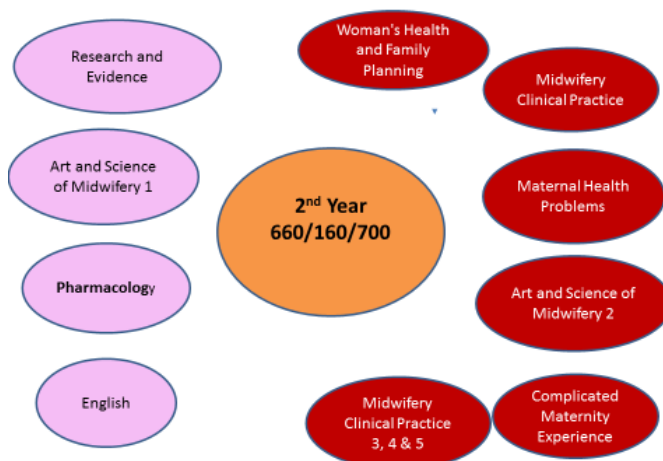 Research and
Evidence
Art and Science
of Midwifery 1
Pharmacology
English
2nd Year
660/160/700
Woman's Health
and Family
Planning
Midwifery
Clinical Practice
Maternal Health
Problems
Art and Science of
Midwifery 2
Complicated
Maternity
Experience
Midwifery
Clinical Practice
3, 4 & 5